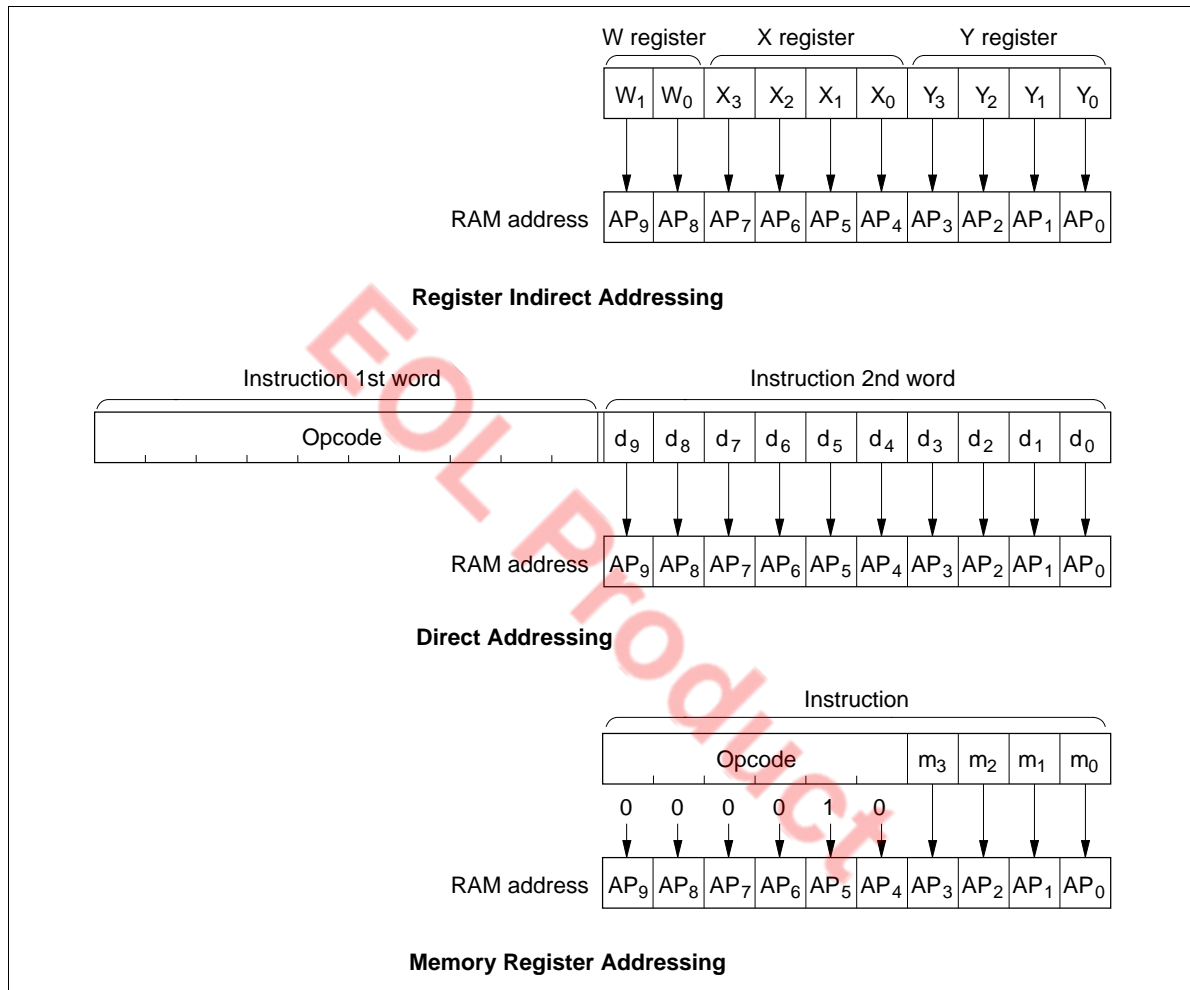 W register X register Y register
W1 W0 X3 X2 X1 X0 Y3 Y2 Y1 Y0
RAM address AP9 AP8 AP7 AP6 AP5 AP4 AP3 AP2 AP1 AP0
Register Indirect Addressing
Instruction 1st word Instruction 2nd word
Opcode d9 d8 d7 d6 d5 d4 d3 d2 d1 d0
RAM address AP9 AP8 AP7 AP6 AP5 AP4 AP3 AP2 AP1 AP0
Direct Addressing
Instruction
Opcode m3 m2 m1 m0
0 0 0 0 1 0
RAM address AP9 AP8 AP7 AP6 AP5 AP4 AP3 AP2 AP1 AP0
Memory Register Addressing
EOL Product